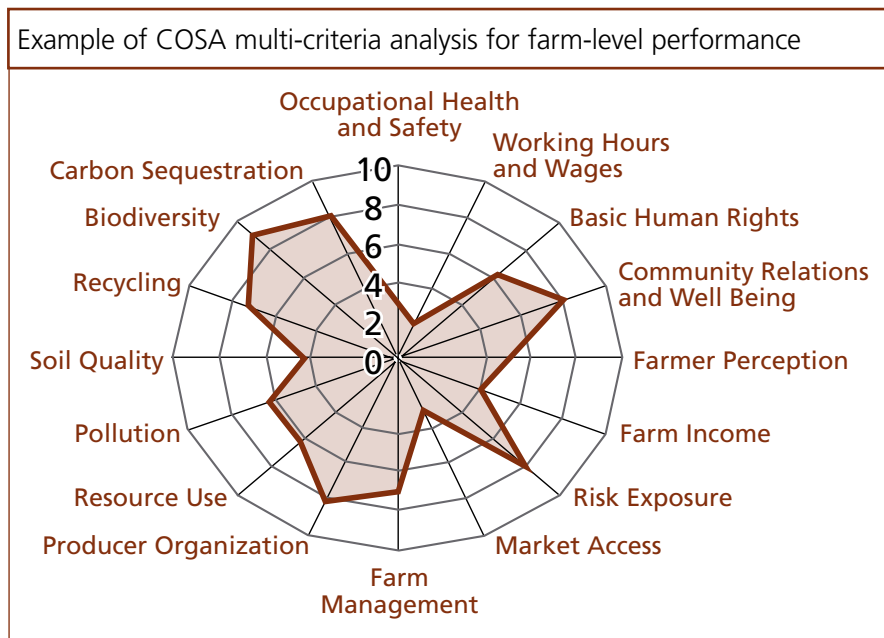 Example of COSA multi-criteria analysis for farm-level performance
Occupational Health
and Safety
Working Hours
and Wages
Basic Human Rights
Community Relations
and Well Being
Farmer Perception
Farm Income
Risk Exposure
Market Access
Farm
Management
Producer Organization
Resource Use
Pollution
Soil Quality
Recycling
Biodiversity
Carbon Sequestration
10
8
6
4
2
0